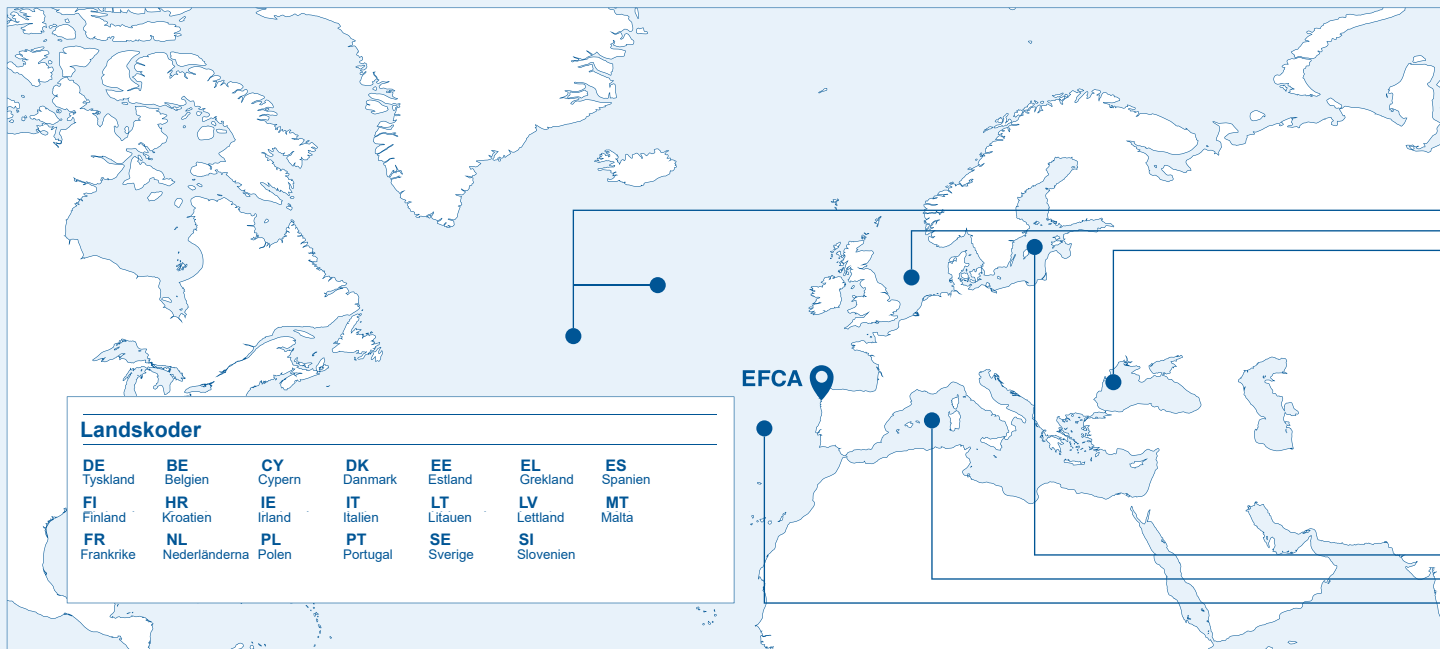 EFCA
Landskoder
DE BE CY DK EE EL ES
Tyskland Belgien Cypern Danmark Estland Grekland Spanien
FI HR IE IT LT LV MT
Finland Kroatien Irland Italien Litauen Lettland Malta
FR NL PL PT SE SI
Frankrike Nederländerna Polen Portugal Sverige Slovenien